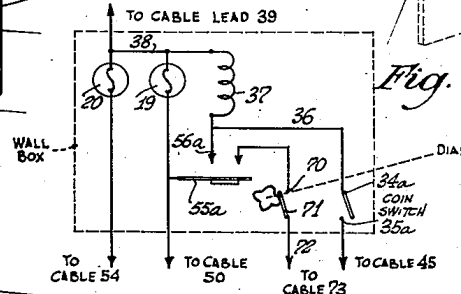 TO CABLE LEAD 39
38
20
19
37
Fig.
36
WALL BOX
56a
70
DIA
34a
COIN SWITCH
35a
71
55a
72
TO CABLE 54
TO CABLE 50
TO CABLE 73
TO CABLE 45